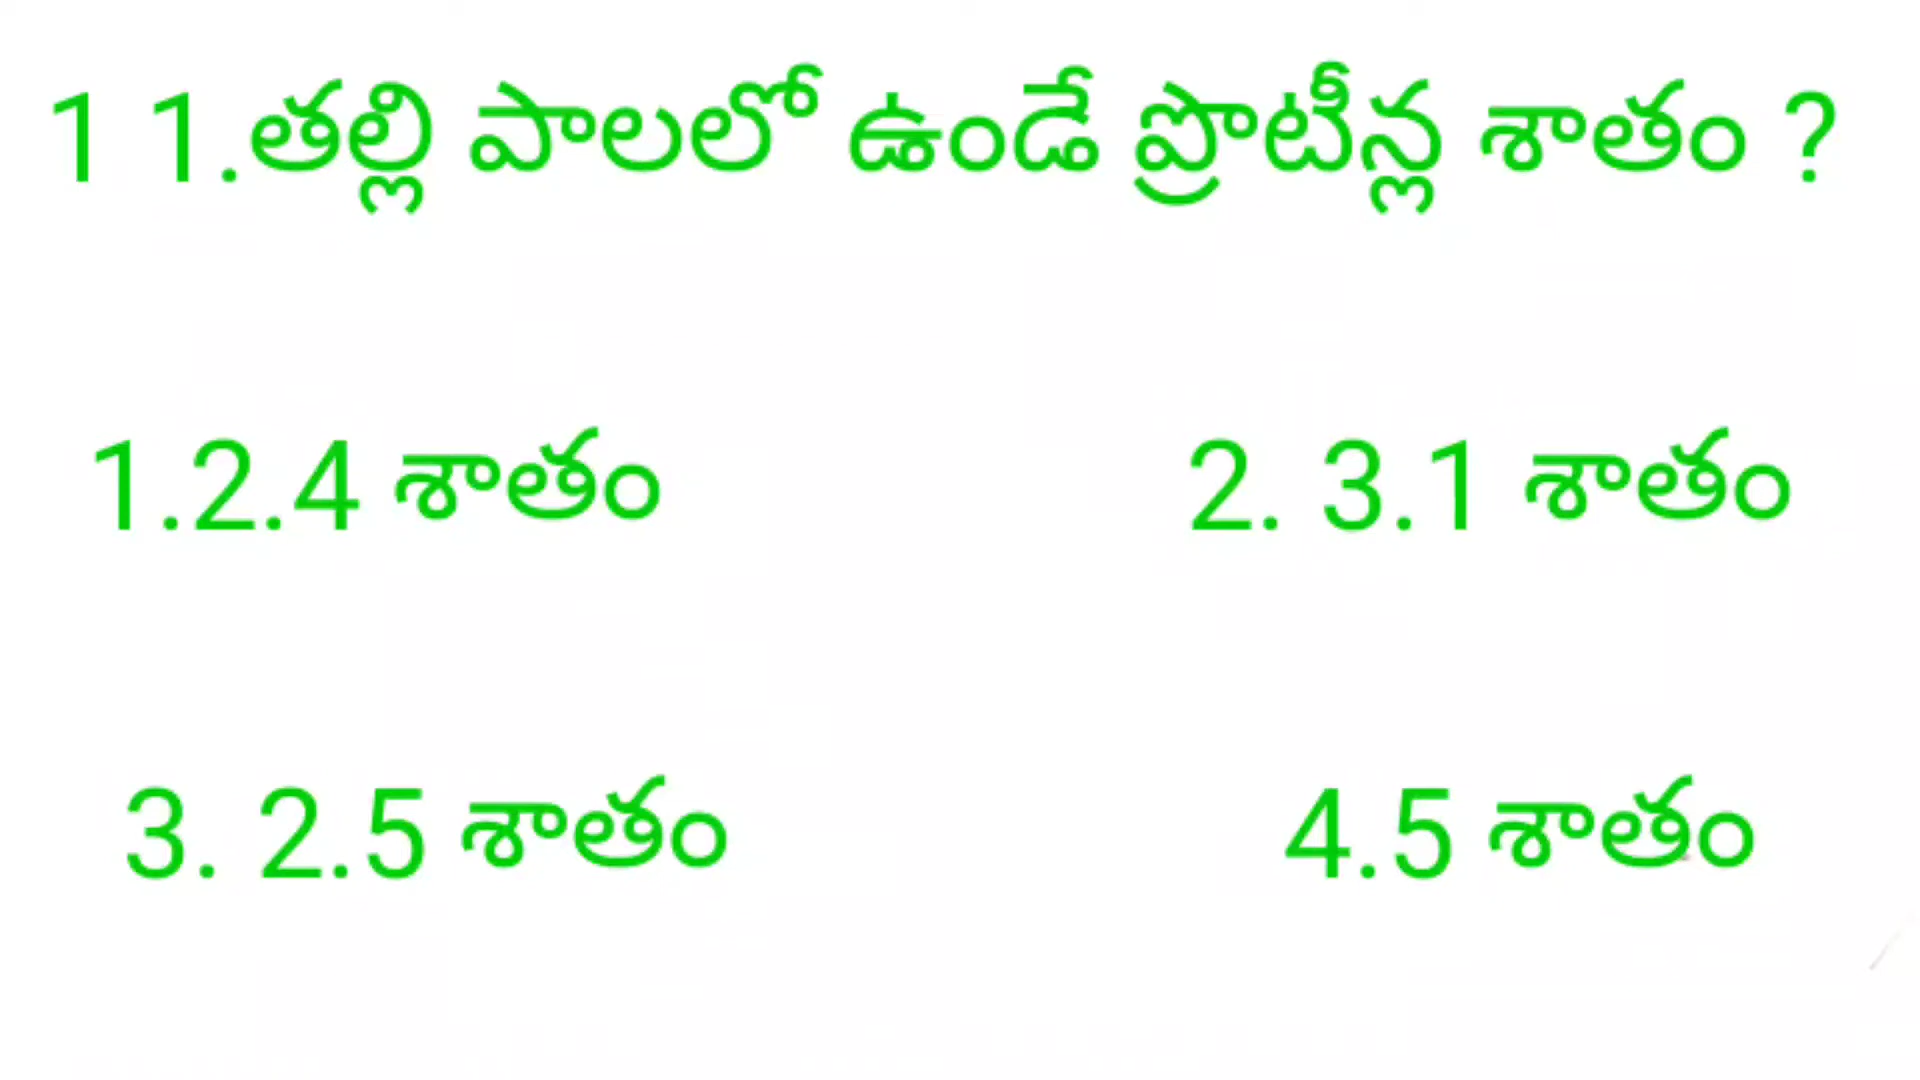 1 1.తల్లి పాలలో ఉండే ప్రొటీన్ల శాతం ?
1.2.4 శాతం 2. 3.1 శాతం
3. 2.5 శాతం 4.5 శాతం